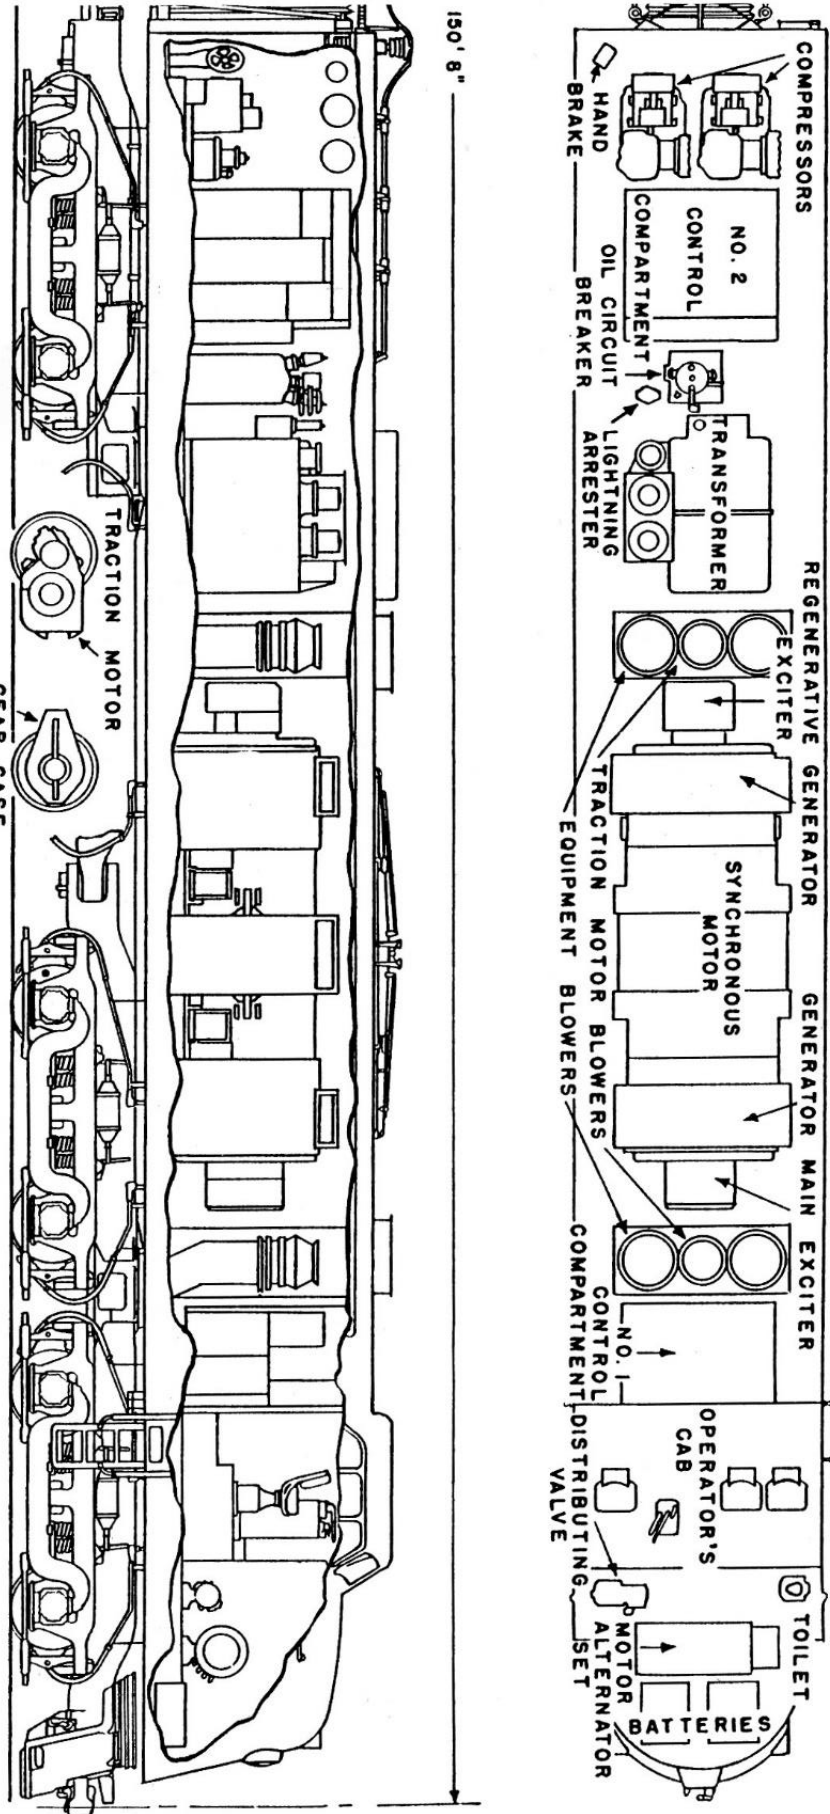 150' 8"
COMPRESSORS
HAND
BRAKE
NO. 2
CONTROL
COMPARTMENT
OIL CIRCUIT
BREAKER
LIGHTNING
ARRESTER
TRANSFORMER
REGENERATIVE GENERATOR
EXCITER
TRACTION MOTOR BLOWERS
EQUIPMENT BLOWERS
SYNCHRONOUS
MOTOR
GENERATOR MAIN EXCITER
NO. 1
CONTROL
COMPARTMENT
OPERATOR'S
CAB
DISTRIBUTING
VALVE
TOILET
MOTOR
ALTERNATOR
SET
BATTERIES
TRACTION MOTOR
GEAR CASE